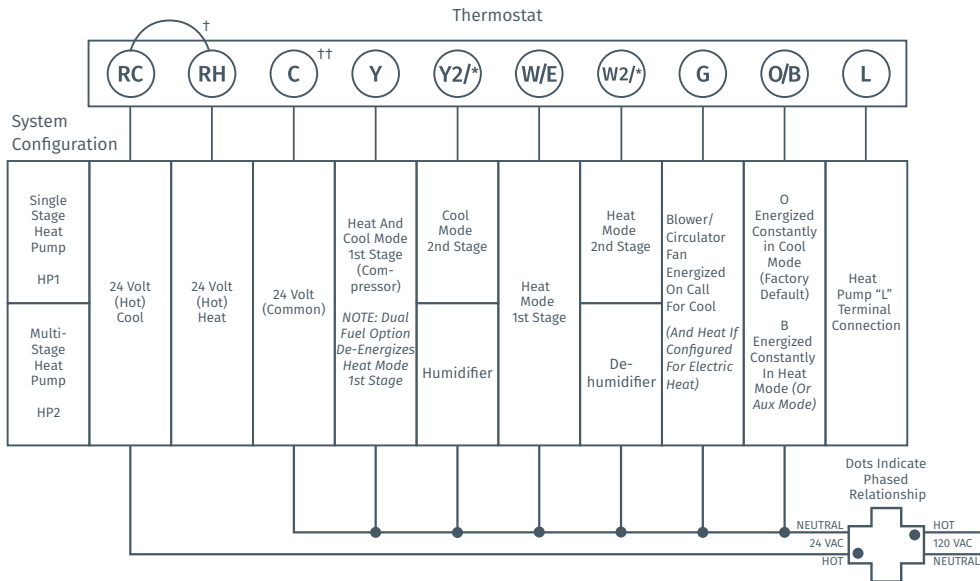 Thermostat
†
††
RC
RH
C
Y
Y2/*
W/E
W2/*
G
O/B
L
System
Configuration
Single
Stage
Heat
Pump
HP1
Multi-
Stage
Heat
Pump
HP2
24 Volt
(Hot)
Cool
24 Volt
(Hot)
Heat
24 Volt
(Common)
Heat And
Cool Mode
1st Stage
(Com-
pressor)
NOTE: Dual
Fuel Option
De-Energizes
Heat Mode
1st Stage
Cool
Mode
2nd Stage
Humidifier
Heat
Mode
1st Stage
Heat
Mode
2nd Stage
De-
humidifier
Blower/
Circulator
Fan
Energized
On Call
For Cool
(And Heat If
Configured
For Electric
Heat)
O
Energized
Constantly
in Cool
Mode
(Factory
Default)
B
Energized
Constantly
In Heat
Mode (Or
Aux Mode)
Heat
Pump “L”
Terminal
Connection
Dots Indicate
Phased
Relationship
NEUTRAL
24 VAC
HOT
HOT
120 VAC
NEUTRAL